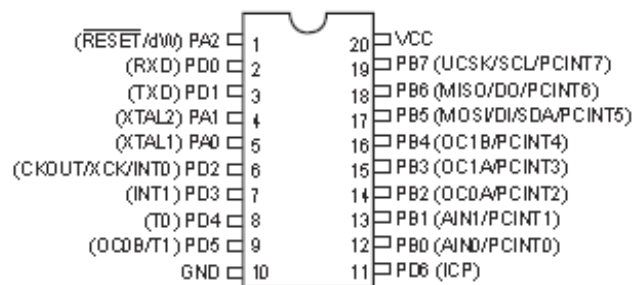 (RESET/dW) PA2 1 20 VCC
(RXD) PD0 2 19 PB7 (UCSK/SCL/PCINT7)
(TXD) PD1 3 18 PB6 (MISO/DO/PCINT6)
(XTAL2) PA1 4 17 PB5 (MOSI/DI/SDA/PCINT5)
(XTAL1) PA0 5 16 PB4 (OC1B/PCINT4)
(CKOUT/XCK/INT0) PD2 6 15 PB3 (OC1A/PCINT3)
(INT1) PD3 7 14 PB2 (OC0A/PCINT2)
(T0) PD4 8 13 PB1 (AIN1/PCINT1)
(OC0B/T1) PD5 9 12 PB0 (AIN0/PCINT0)
GND 10 11 PD6 (ICP)